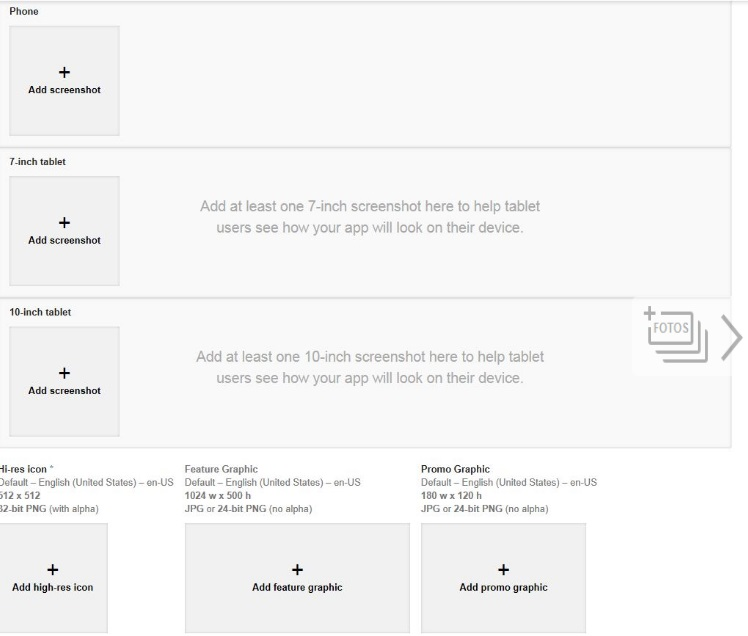 Phone
+
Add screenshot
7-inch tablet
+
Add screenshot
Add at least one 7-inch screenshot here to help tablet
users see how your app will look on their device.
10-inch tablet
+
Add screenshot
Add at least one 10-inch screenshot here to help tablet
users see how your app will look on their device.
+
FOTOS
Hi-res icon *
Default – English (United States) – en-US
512 x 512
32-bit PNG (with alpha)
+
Add high-res icon
Feature Graphic
Default – English (United States) – en-US
1024 w x 500 h
JPG or 24-bit PNG (no alpha)
+
Add feature graphic
Promo Graphic
Default – English (United States) – en-US
180 w x 120 h
JPG or 24-bit PNG (no alpha)
+
Add promo graphic